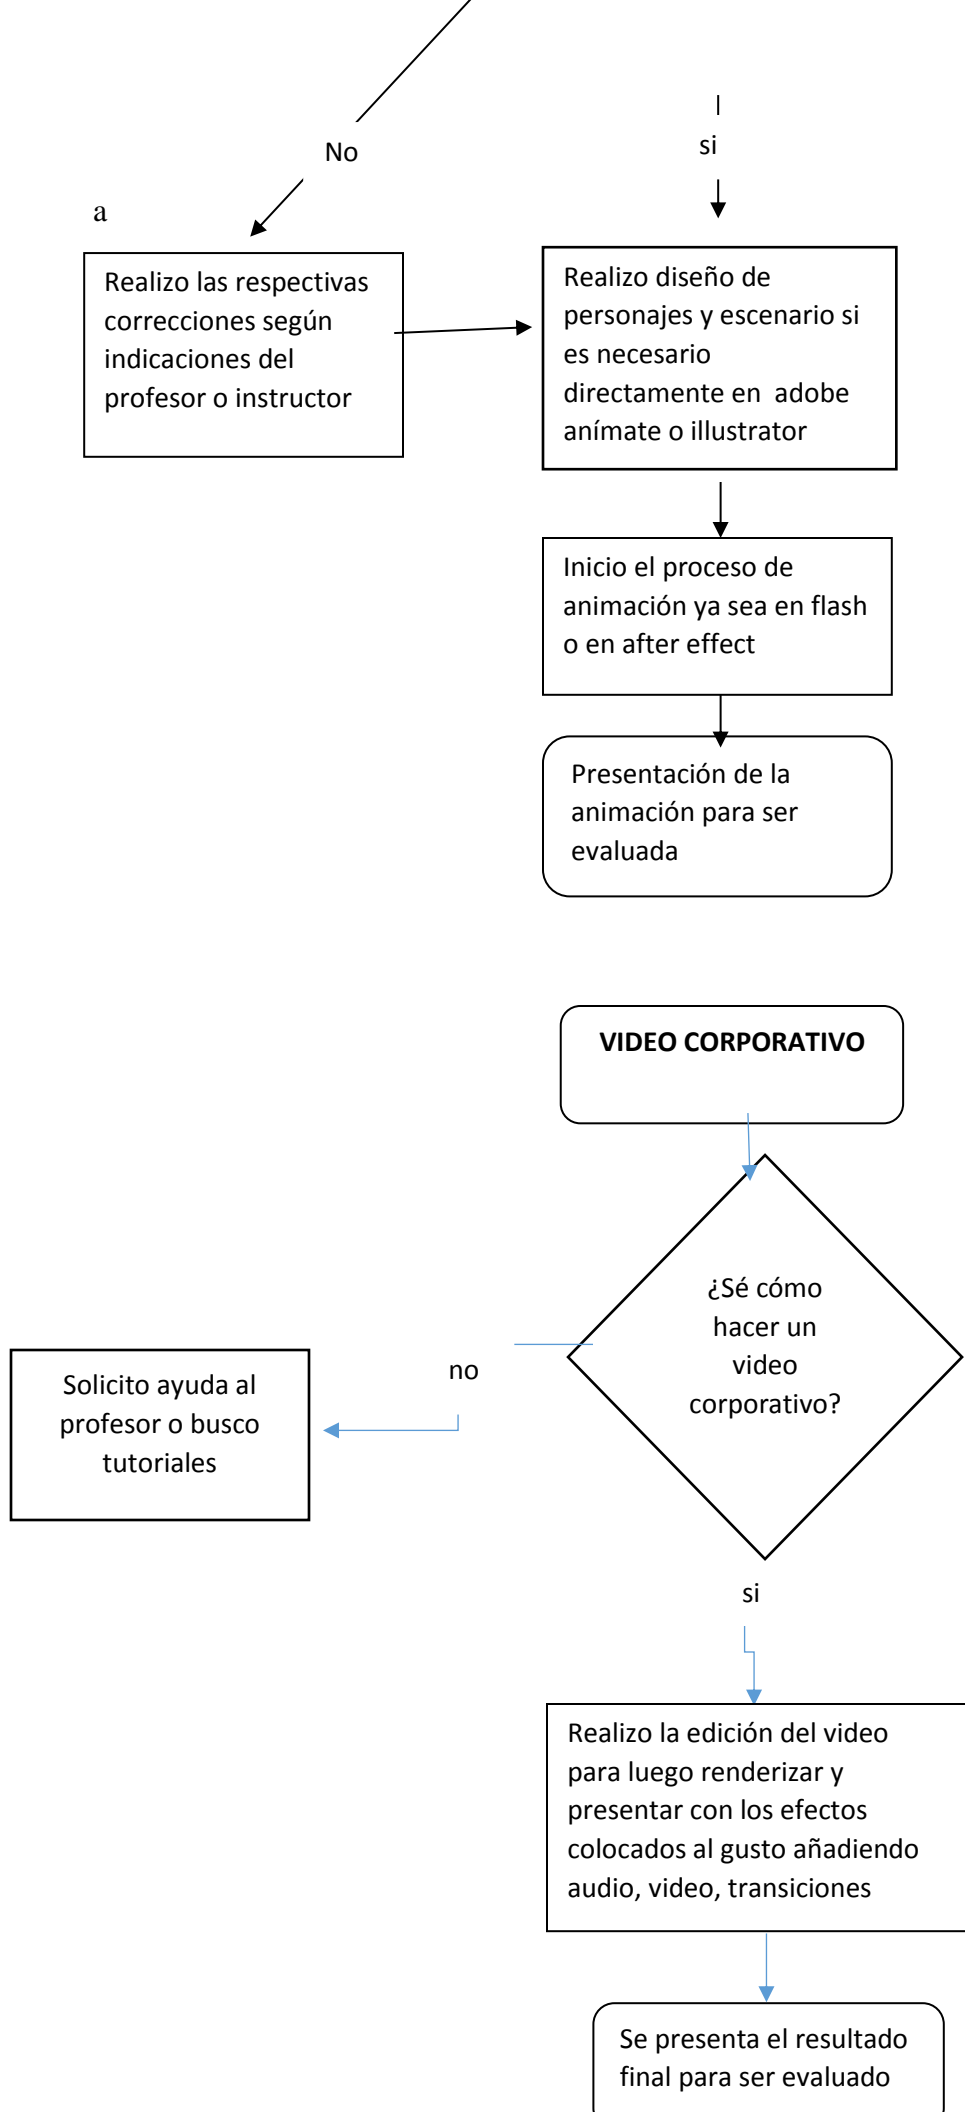 No
si
a
Realizo las respectivas
correcciones según
indicaciones del
profesor o instructor
Realizo diseño de
personajes y escenario si
es necesario
directamente en adobe
anímate o illustrator
Inicio el proceso de
animación ya sea en flash
o en after effect
Presentación de la
animación para ser
evaluada
VIDEO CORPORATIVO
¿Sé cómo
hacer un
video
corporativo?
no
Solicito ayuda al
profesor o busco
tutoriales
si
Realizo la edición del video
para luego renderizar y
presentar con los efectos
colocados al gusto añadiendo
audio, video, transiciones
Se presenta el resultado
final para ser evaluado